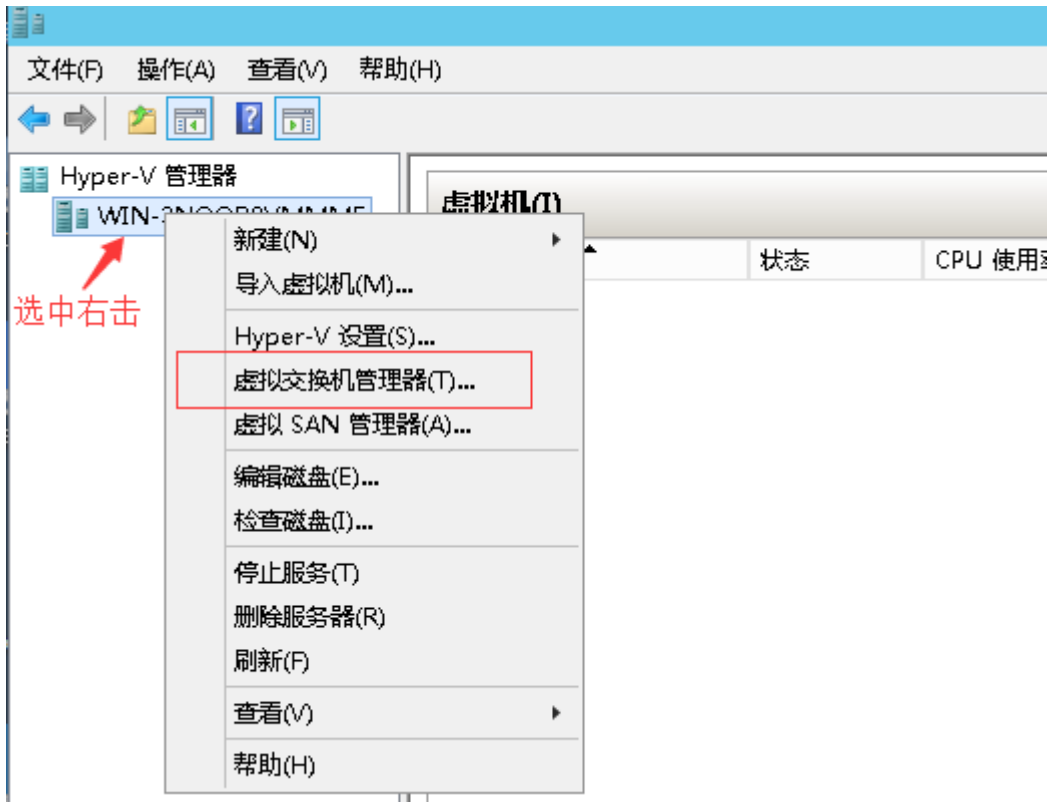 文件(F) 操作(A) 查看(V) 帮助(H)
Hyper-V 管理器
虚拟机(I)
状态 CPU 使用
选中右击
新建(N)
导入虚拟机(M)...
Hyper-V 设置(S)...
虚拟交换机管理器(T)...
虚拟 SAN 管理器(A)...
编辑磁盘(E)...
检查磁盘(I)...
停止服务(T)
删除服务器(R)
刷新(F)
查看(V)
帮助(H)